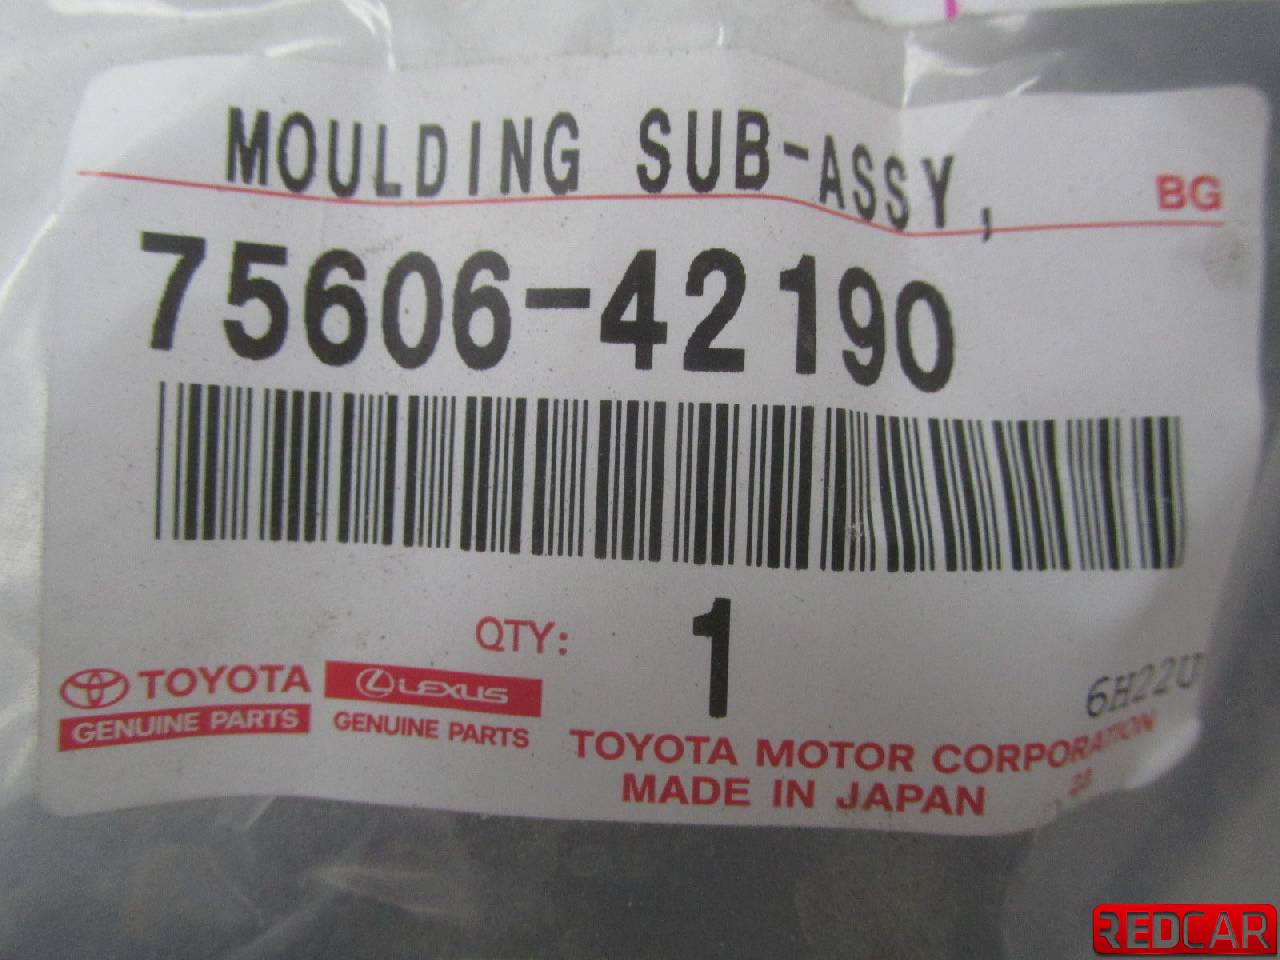 MOULDING SUB-ASSY,
BG
75606-42190
QTY: 1
6H22U
TOYOTA
GENUINE PARTS
LEXUS
GENUINE PARTS
TOYOTA MOTOR CORPORATION
MADE IN JAPAN
REDCAR